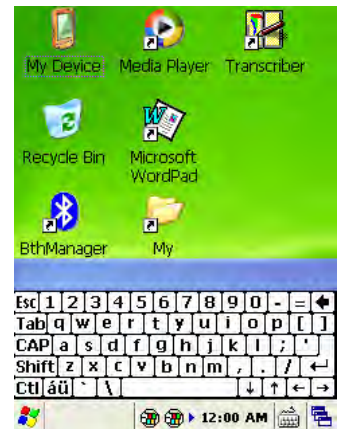 My Device Media Player Transcriber
Recycle Bin Microsoft
WordPad
BthManager My
Esc 1 2 3 4 5 6 7 8 9 0 - = ←
Tab q w e r t y u i o p [ ]
CAP a s d f g h j k l ; '
Shift z x c v b n m , . / ↵
Ctl áü ` \ ↓ ↑ ← →
12:00 AM